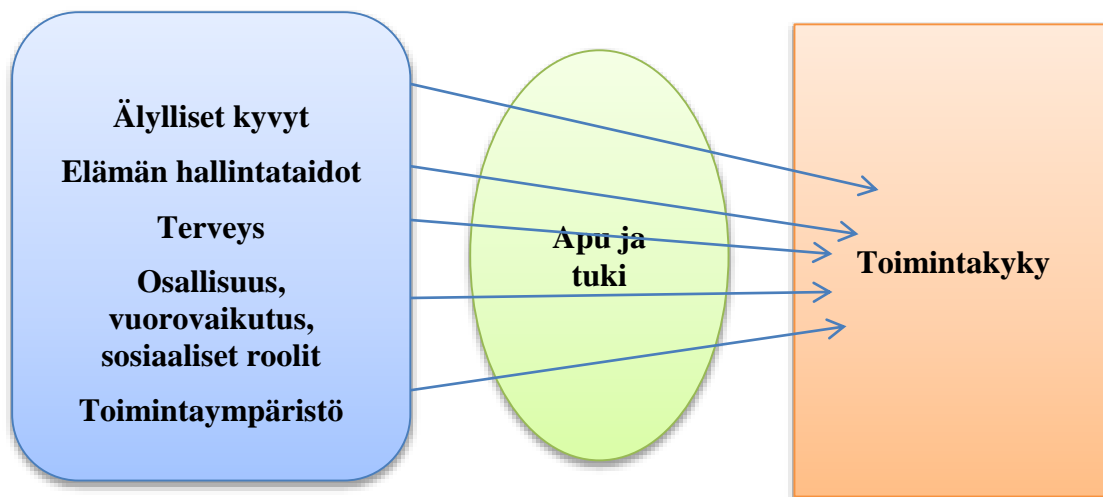 Älylliset kyvyt
Elämän hallintataidot
Terveys
Osallisuus,
vuorovaikutus,
sosiaaliset roolit
Toimintaympäristö
Apu ja
tuki
Toimintakyky